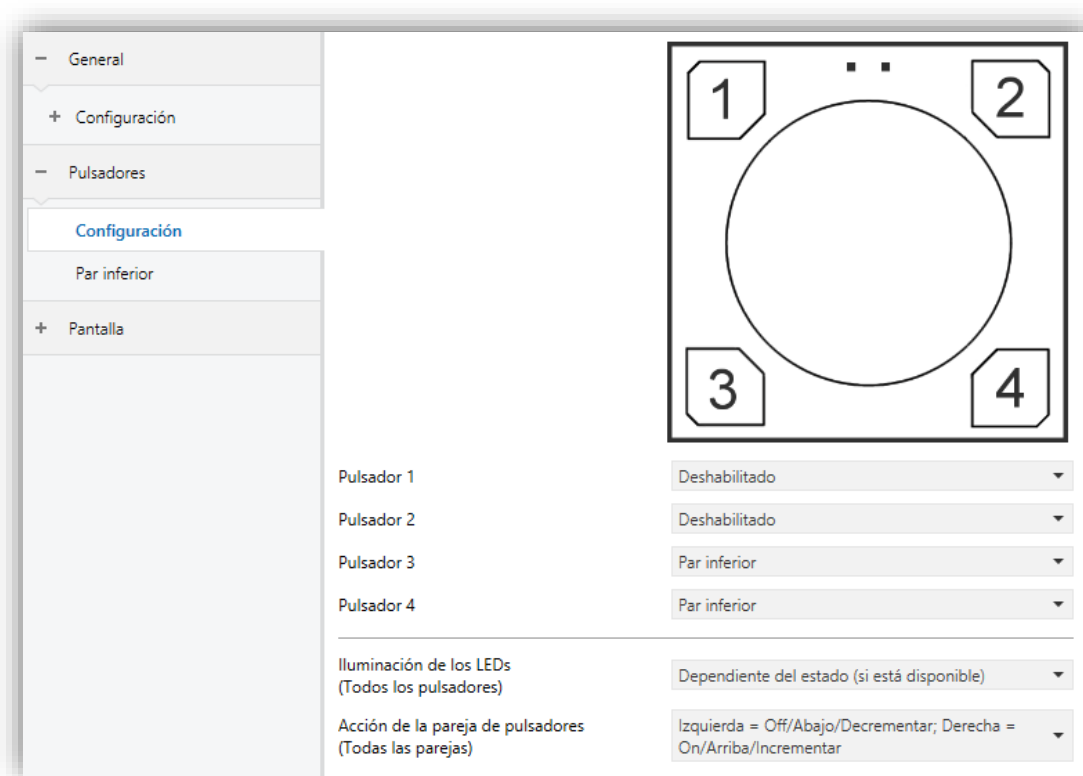 General
Configuración
Pulsadores
Configuración
Par inferior
Pantalla
1
2
3
4
Pulsador 1
Deshabilitado
Pulsador 2
Deshabilitado
Pulsador 3
Par inferior
Pulsador 4
Par inferior
Iluminación de los LEDs
(Todos los pulsadores)
Dependiente del estado (si está disponible)
Acción de la pareja de pulsadores
(Todas las parejas)
Izquierda = Off/Abajo/Decrementar; Derecha =
On/Arriba/Incrementar